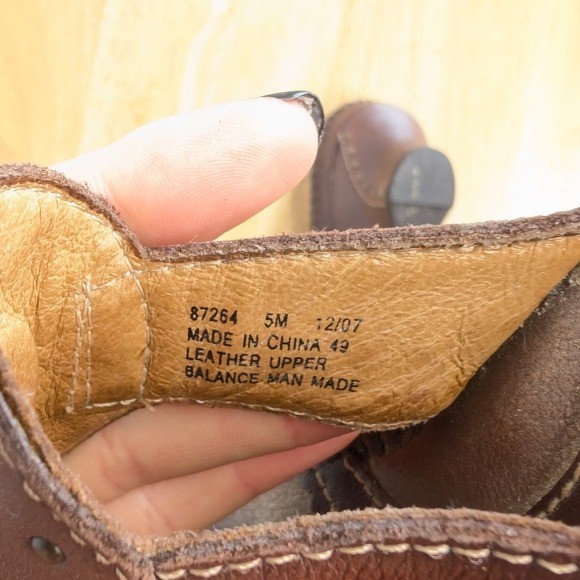 87264 5M 12/07
MADE IN CHINA 49
LEATHER UPPER
BALANCE MAN MADE